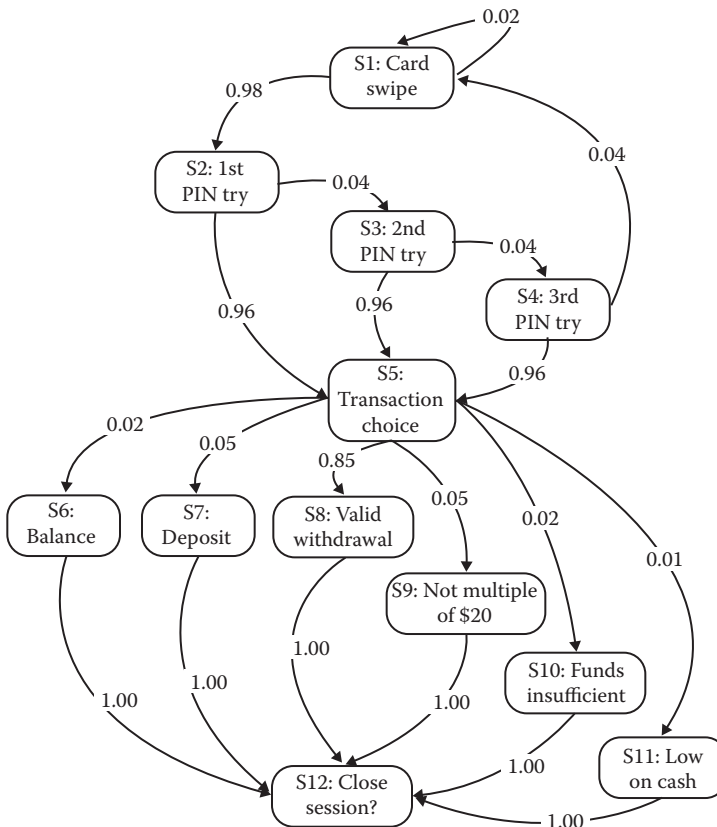 0.02
S1: Card
swipe
0.98
0.04
S2: 1st
PIN try
0.04
S3: 2nd
PIN try
0.04
S4: 3rd
PIN try
0.96
0.96
0.96
S5:
Transaction
choice
0.02
0.05
0.85
0.05
0.02
0.01
S6:
Balance
S7:
Deposit
S8: Valid
withdrawal
S9: Not multiple
of $20
S10: Funds
insufficient
S11: Low
on cash
1.00
1.00
1.00
1.00
1.00
1.00
S12: Close
session?